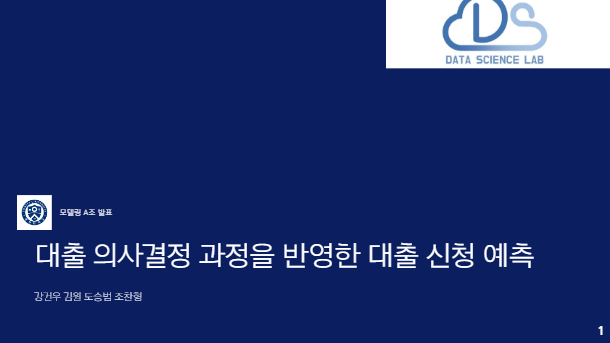 DS
DATA SCIENCE LAB
모델링 A조 발표
대출 의사결정 과정을 반영한 대출 신청 예측
강건우 김원 도승범 조찬형
1